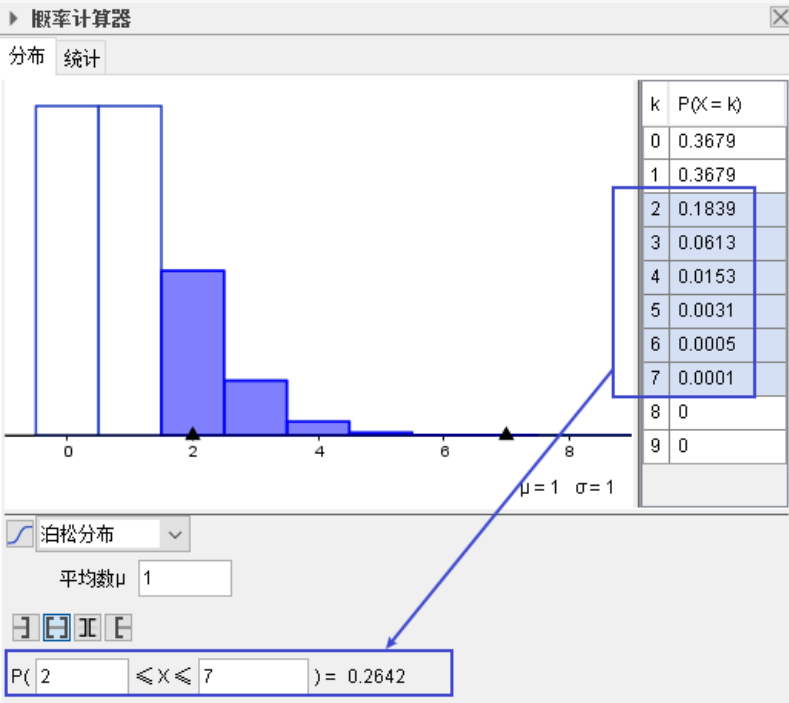 概率计算器
分布 统计
k P(X = k)
0 0.3679
1 0.3679
2 0.1839
3 0.0613
4 0.0153
5 0.0031
6 0.0005
7 0.0001
8 0
9 0
0 2 4 6 8
μ = 1 σ = 1
泊松分布
平均数μ 1
P( 2 ≤ X ≤ 7 ) = 0.2642